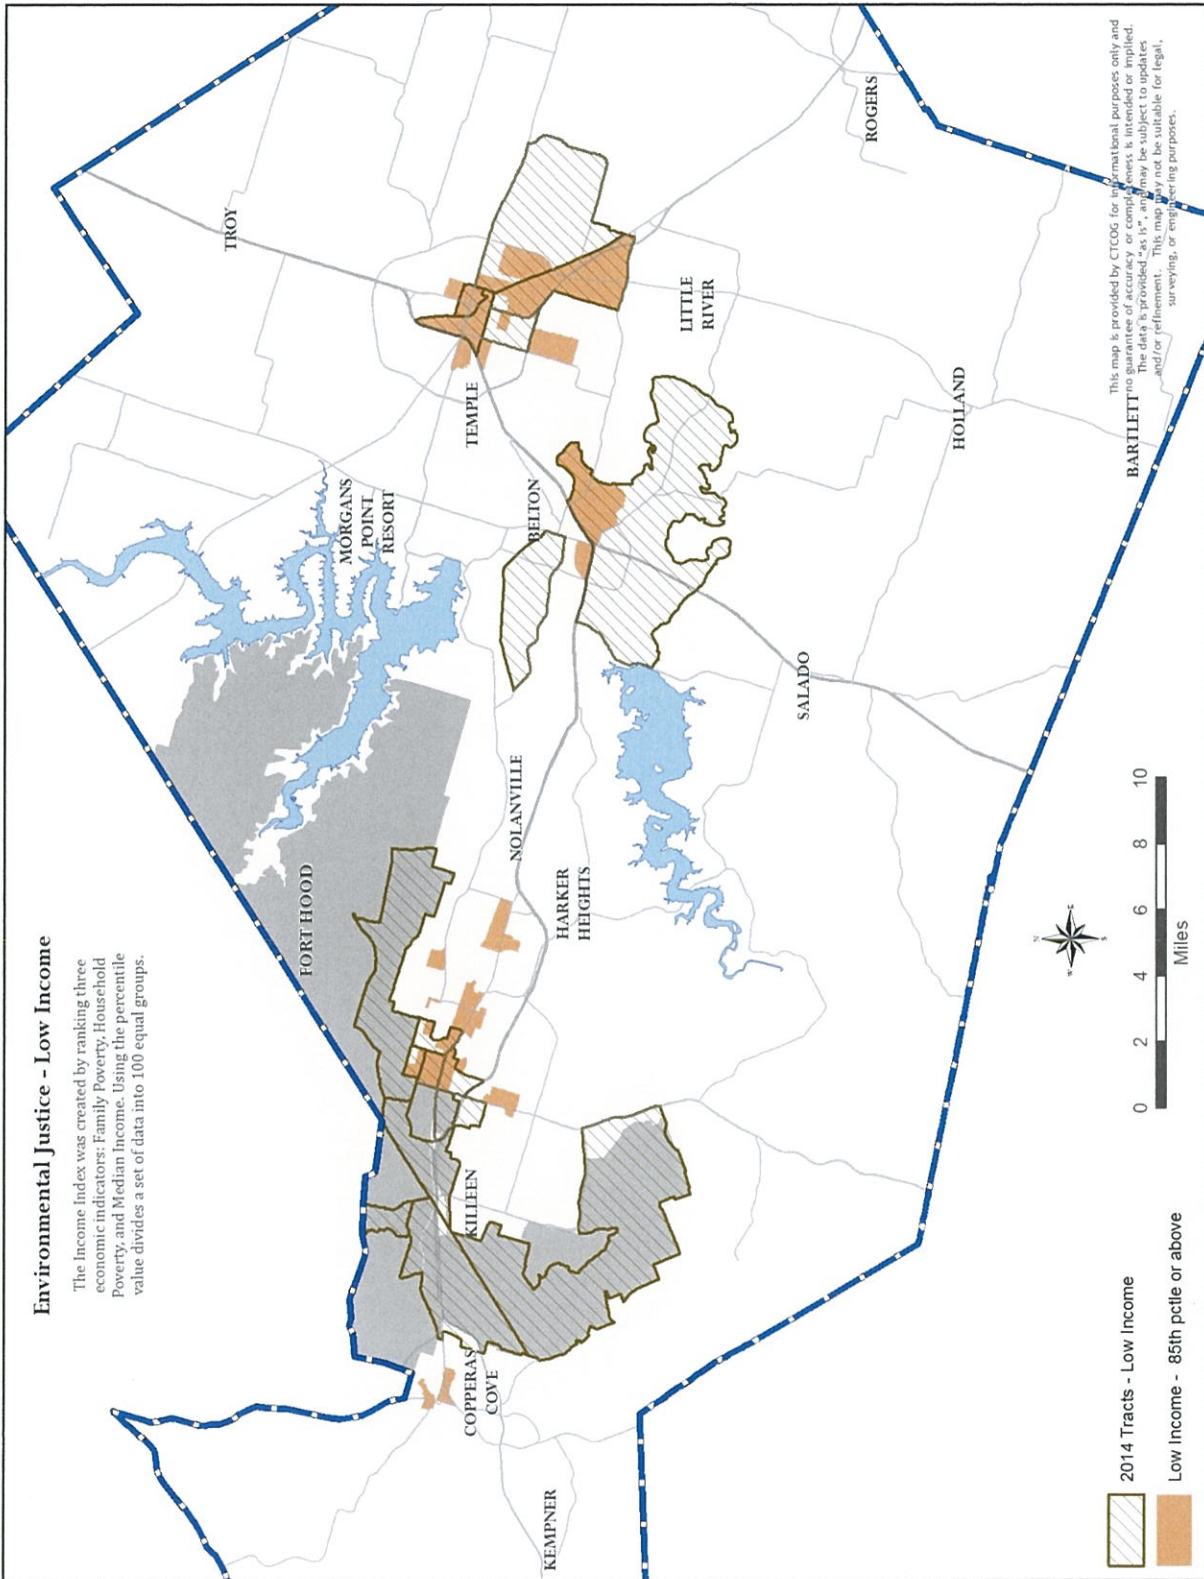 Environmental Justice - Low Income
The Income Index was created by ranking three
economic indicators: Family Poverty, Household
Poverty, and Median Income. Using the percentile
value divides a set of data into 100 equal groups.
TROY
MORGANS
POINT
RESORT
FORT HOOD
TEMPLE
BELTON
ROGERS
LITTLE
RIVER
NOLANVILLE
HARKER
HEIGHTS
KILLEEN
COPPERAS
COVE
KEMPNER
SALADO
HOLLAND
BARTLETT
N
W
E
S
0 2 4 6 8 10
Miles
2014 Tracts - Low Income
Low Income - 85th pctle or above
This map is provided by CTCOG for informational purposes only and
no guarantee of accuracy or completeness is intended or implied.
The data is provided "as is", and may be subject to updates
and/or refinement. This map may not be suitable for legal,
surveying, or engineering purposes.